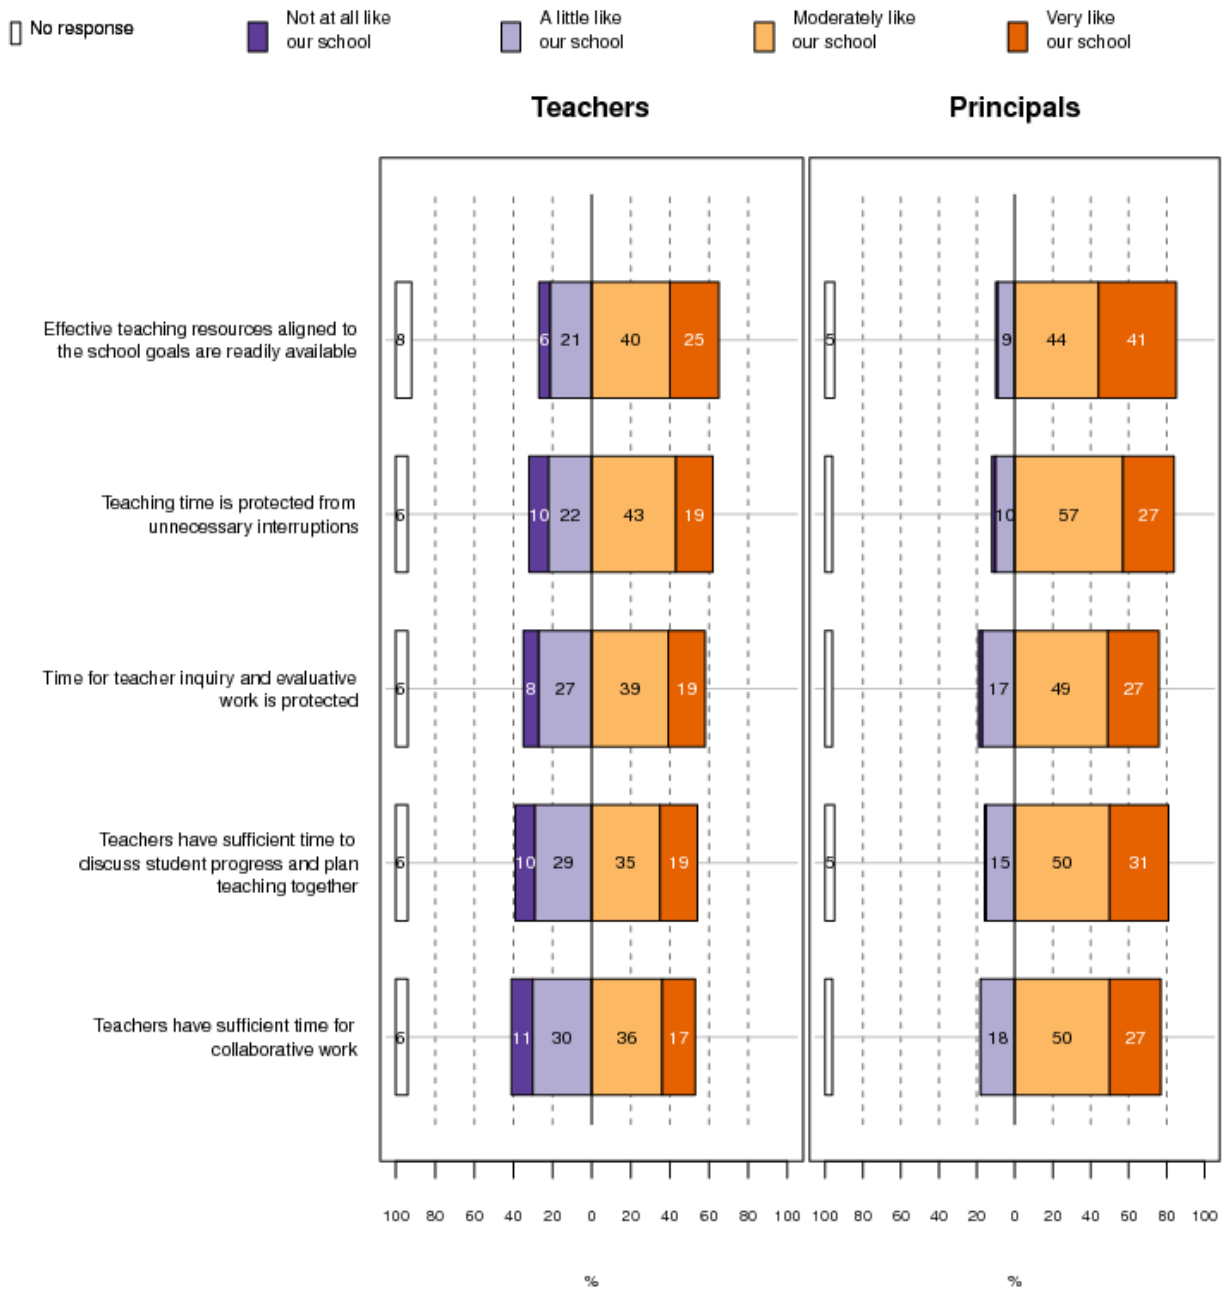 No response
Not at all like
our school
A little like
our school
Moderately like
our school
Very like
our school
Teachers
Principals
Effective teaching resources aligned to
the school goals are readily available
8
6
21
40
25
5
9
44
41
Teaching time is protected from
unnecessary interruptions
6
10
22
43
19
10
57
27
Time for teacher inquiry and evaluative
work is protected
6
8
27
39
19
17
49
27
Teachers have sufficient time to
discuss student progress and plan
teaching together
6
10
29
35
19
5
15
50
31
Teachers have sufficient time for
collaborative work
6
11
30
36
17
18
50
27
100 80 60 40 20 0 20 40 60 80 100
100 80 60 40 20 0 20 40 60 80 100
%
%